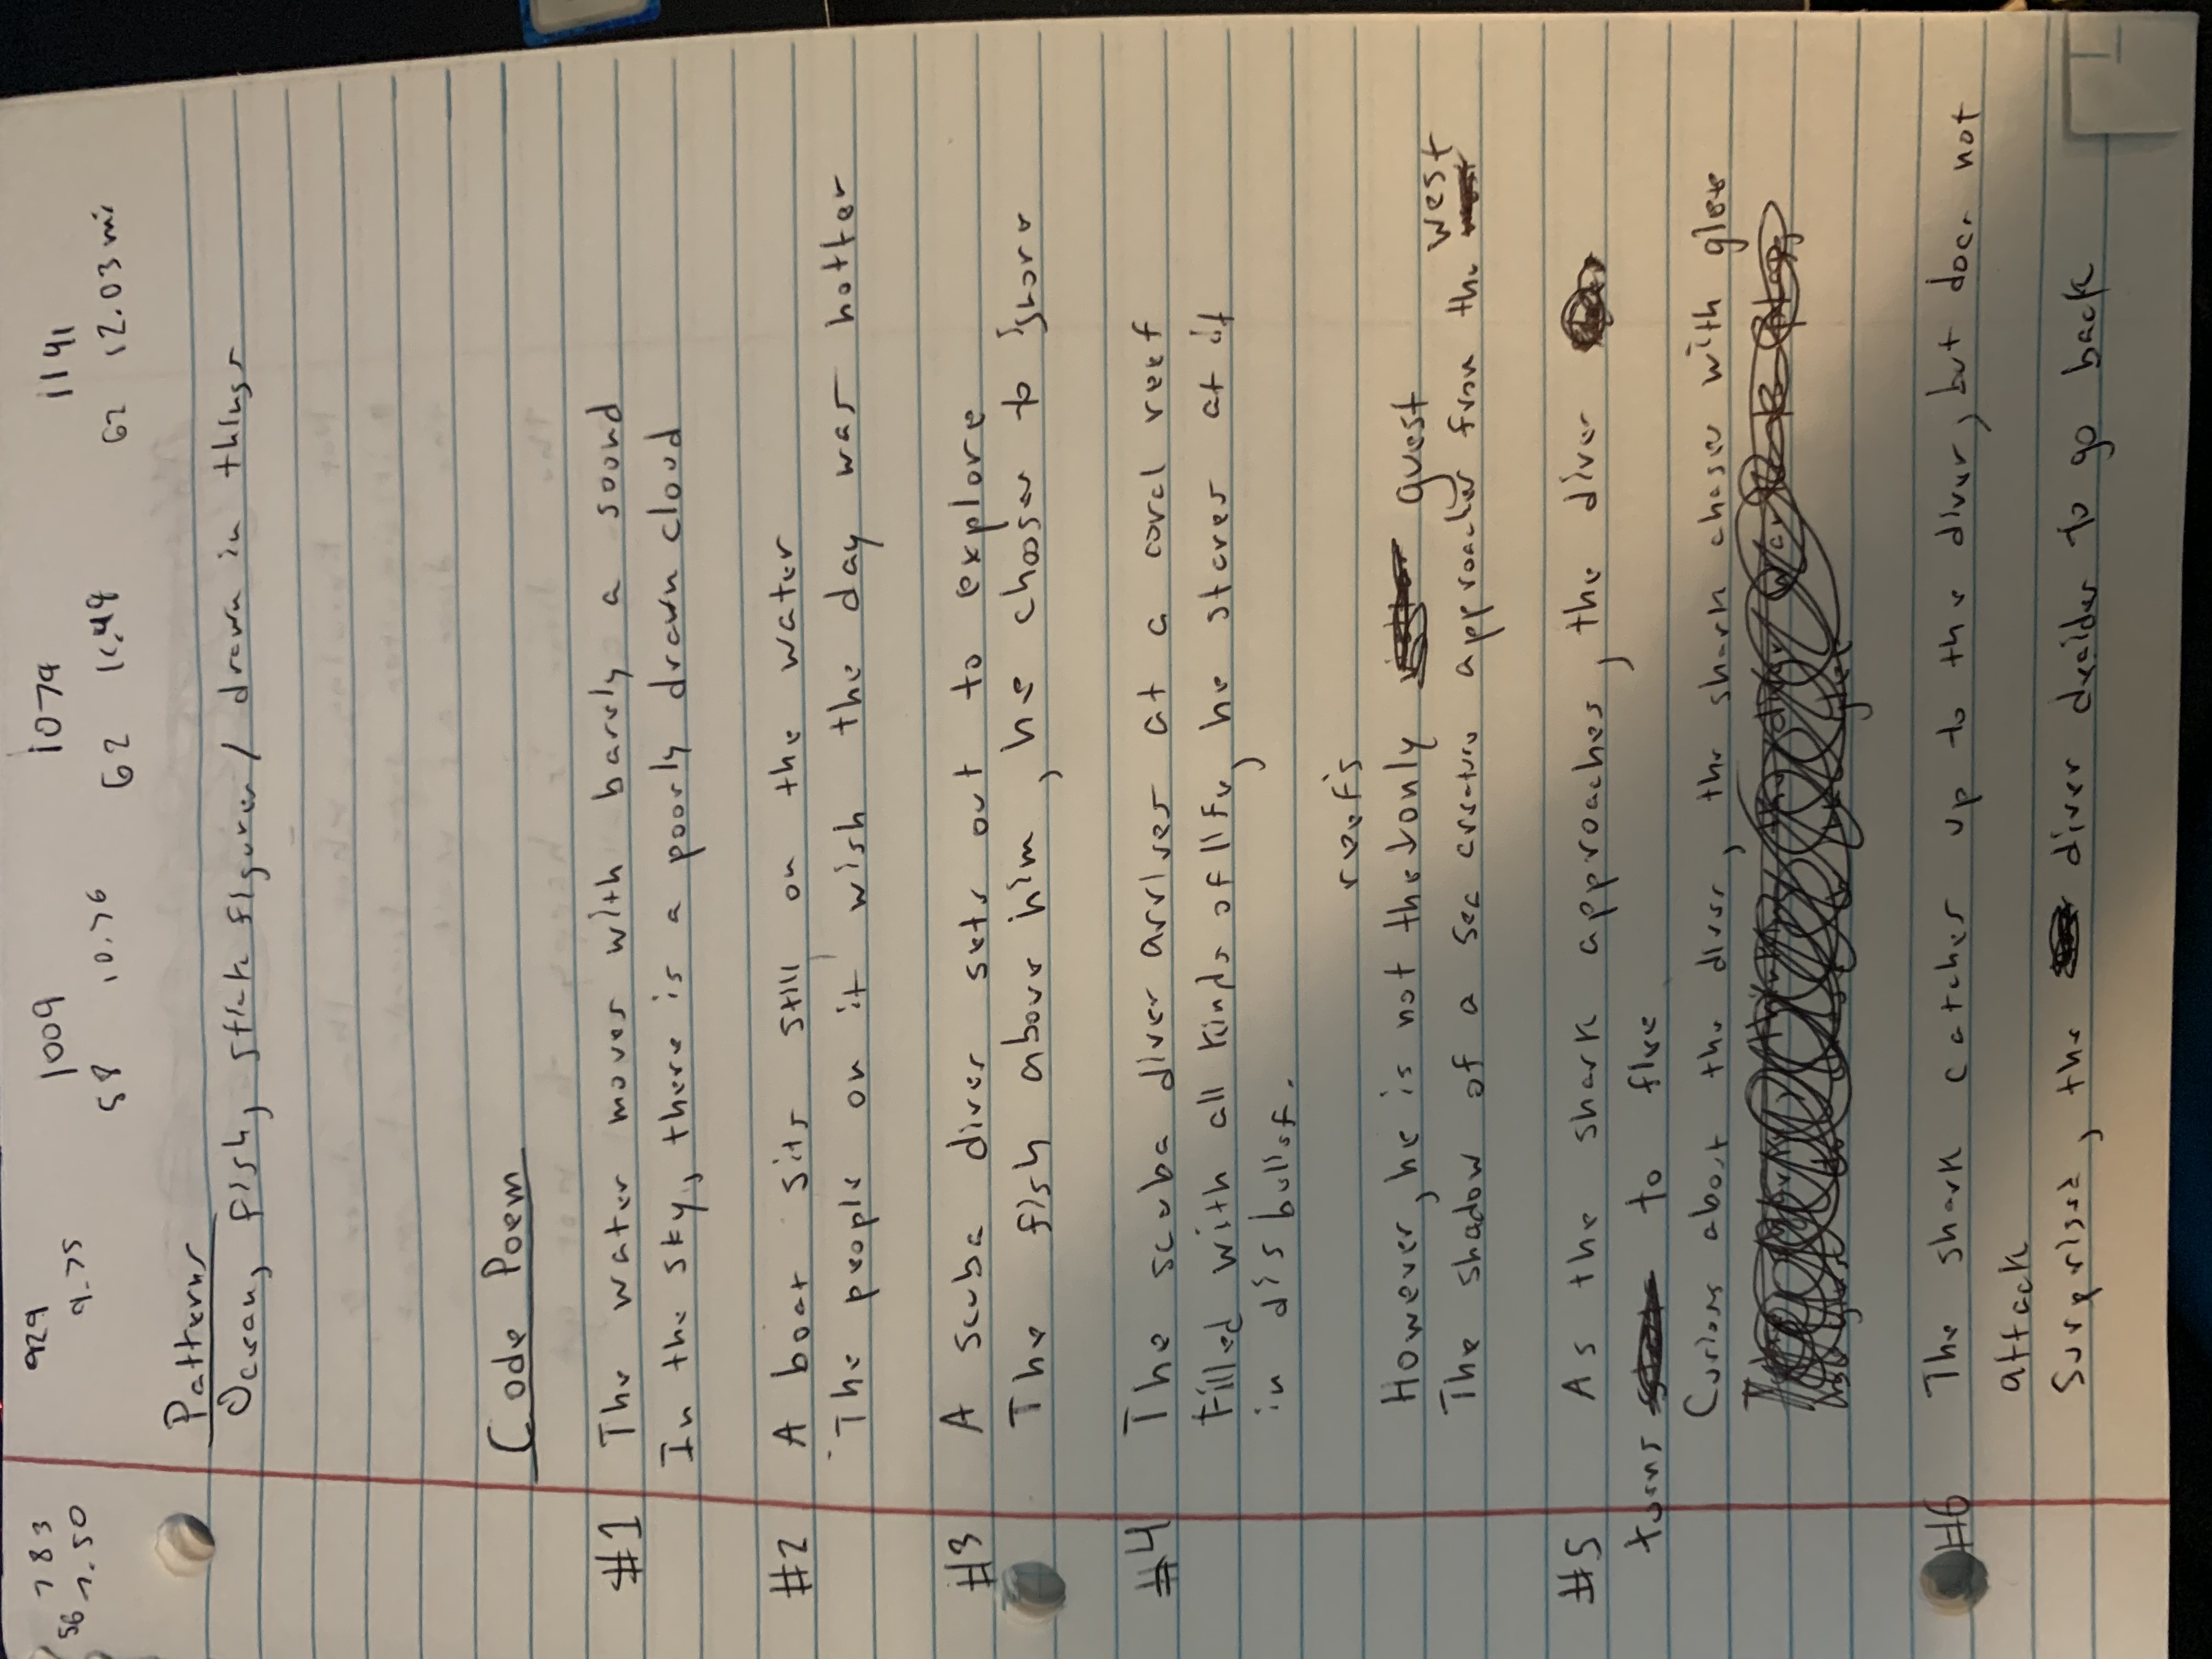 783 929 1009 1079 1141
56 7.50 9.75 58 10.76 62 11.49 62 12.03 mi
Patterns
Ocean, fish, stick figures / drawn in things
Code Poem
#1 The water moves with barely a sound
In the sky, there is a poorly drawn cloud
#2 A boat sits still on the water
The people on it wish the day was hotter
#3 A scuba diver sets out to explore
The fish above him, he chooses to ignore
#4 The scuba diver arrives at a coral reef
Filled with all kinds of life, he stares at it
in disbulief.
reef's
However, he is not the only guest
west
The shadow of a sea creature approaches from the
#5 As the shark approaches, the diver
turns to flee
Curious about the diver, the shark chases with glee
#6 The shark catches up to the diver, but does not
attack
Surprised, the diver decides to go back